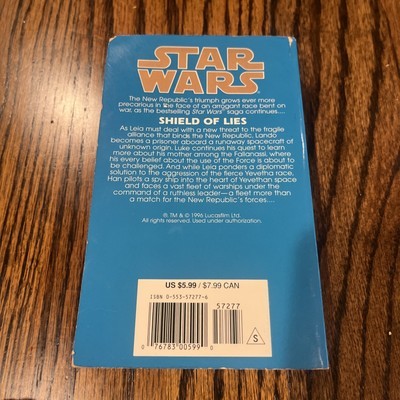 STAR
WARS
The New Republic's triumph grows ever more
precarious in the face of an arrogant race bent on
war, as the bestselling Star Wars saga continues....
SHIELD OF LIES
As Leia must deal with a new threat to the fragile
alliance that binds the New Republic, Lando
becomes a prisoner aboard a runaway spacecraft of
unknown origin. Luke continues his quest to learn
more about his mother among the Fallanassi, where
his every belief about the use of the Force is about to
be challenged. And while Leia ponders a diplomatic
solution to the aggression of the fierce Yevetha race,
Han pilots a spy ship into the heart of Yevethan space
and faces a vast fleet of warships under the
command of a ruthless leader—a fleet more than
a match for the New Republic's forces....
®, TM & © 1996 Lucasfilm Ltd.
All rights reserved. Used under authorization.
US $5.99 / $7.99 CAN
ISBN 0-553-57277-6
57277
0 76783 00599 0
S